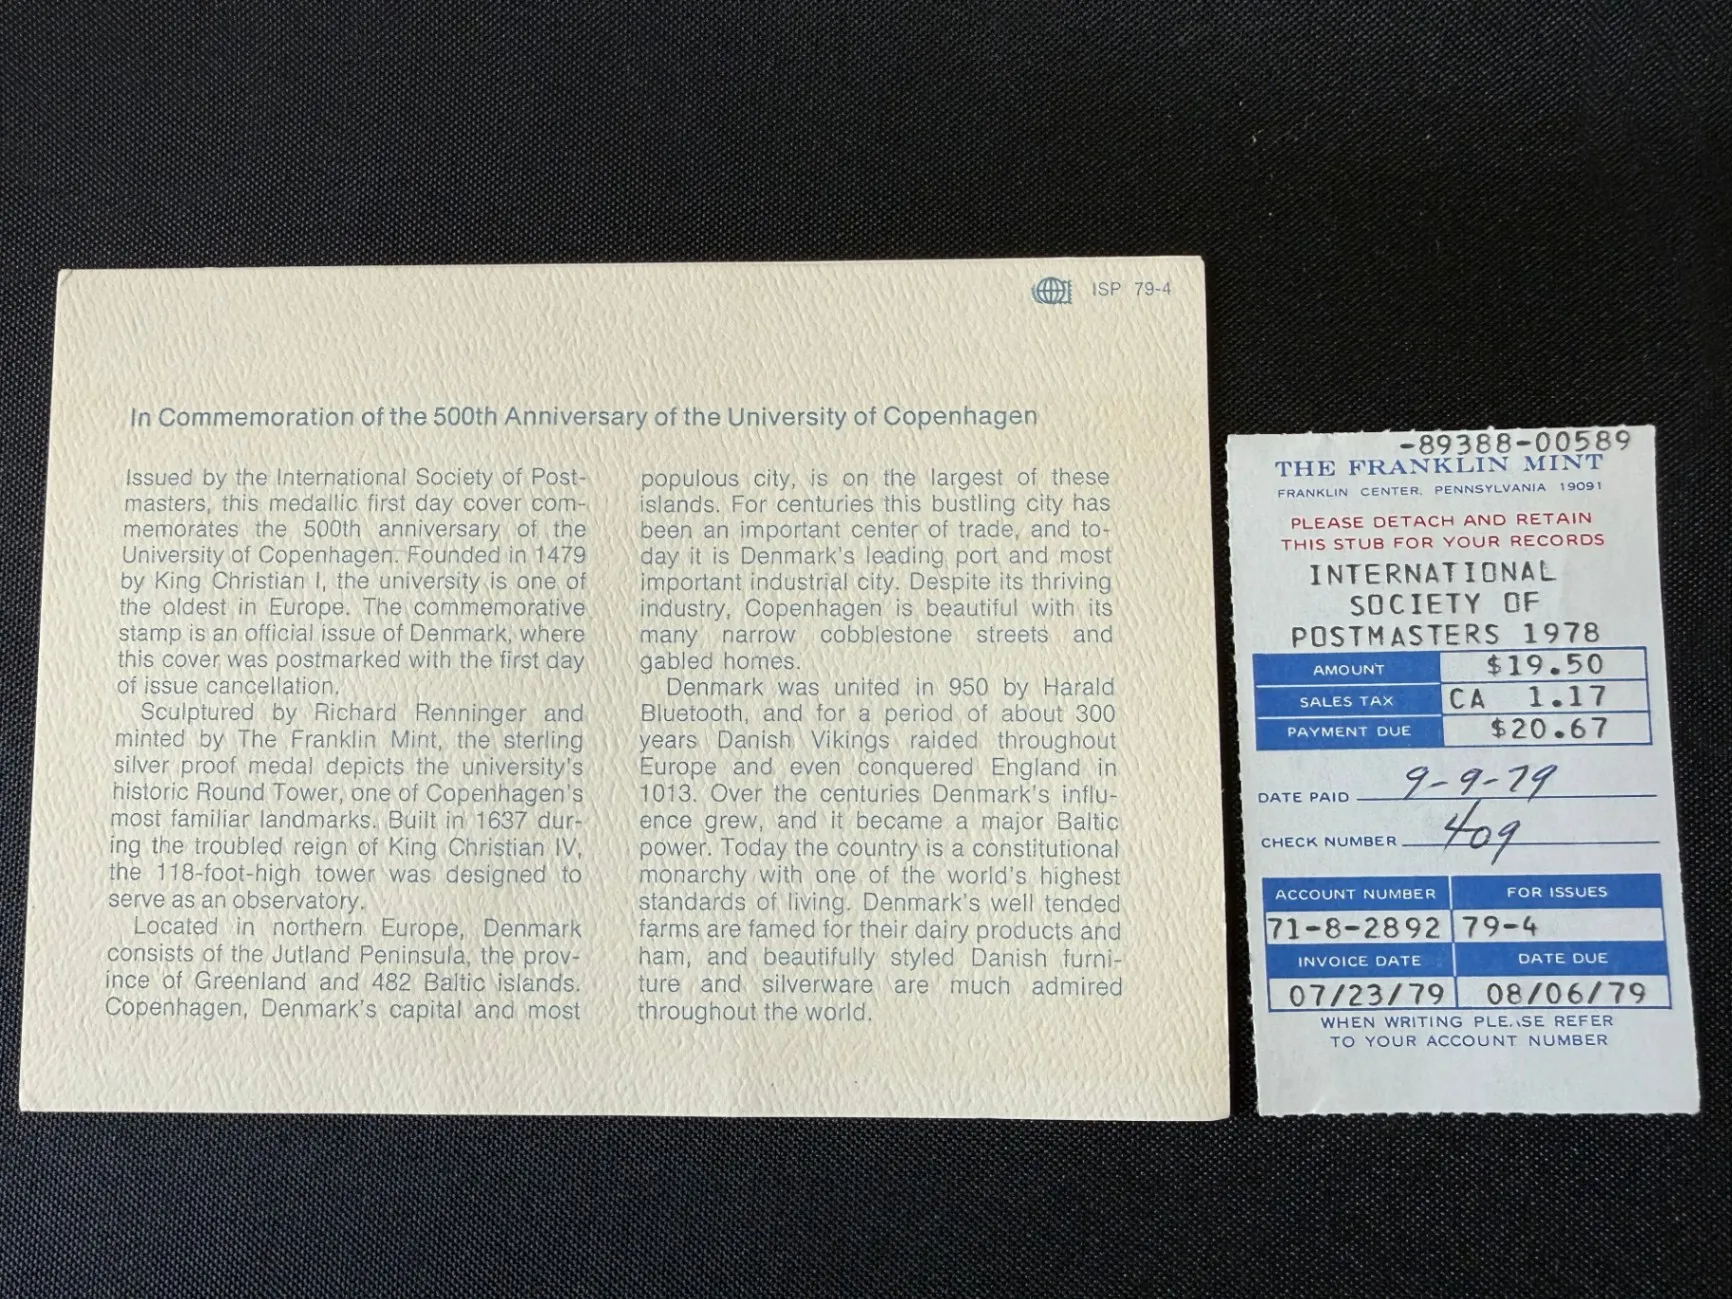 ISP 79-4
In Commemoration of the 500th Anniversary of the University of Copenhagen
Issued by the International Society of Post-
masters, this medallic first day cover com-
memorates the 500th anniversary of the
University of Copenhagen. Founded in 1479
by King Christian I, the university is one of
the oldest in Europe. The commemorative
stamp is an official issue of Denmark, where
this cover was postmarked with the first day
of issue cancellation.
Sculptured by Richard Renninger and
minted by The Franklin Mint, the sterling
silver proof medal depicts the university's
historic Round Tower, one of Copenhagen's
most familiar landmarks. Built in 1637 dur-
ing the troubled reign of King Christian IV,
the 118-foot-high tower was designed to
serve as an observatory.
Located in northern Europe, Denmark
consists of the Jutland Peninsula, the prov-
ince of Greenland and 482 Baltic islands.
Copenhagen, Denmark's capital and most
populous city, is on the largest of these
islands. For centuries this bustling city has
been an important center of trade, and to-
day it is Denmark's leading port and most
important industrial city. Despite its thriving
industry, Copenhagen is beautiful with its
many narrow cobblestone streets and
gabled homes.
Denmark was united in 950 by Harald
Bluetooth, and for a period of about 300
years Danish Vikings raided throughout
Europe and even conquered England in
1013. Over the centuries Denmark's influ-
ence grew, and it became a major Baltic
power. Today the country is a constitutional
monarchy with one of the world's highest
standards of living. Denmark's well tended
farms are famed for their dairy products and
ham, and beautifully styled Danish furni-
ture and silverware are much admired
throughout the world.
-89388-00589
THE FRANKLIN MINT
FRANKLIN CENTER, PENNSYLVANIA 19091
PLEASE DETACH AND RETAIN
THIS STUB FOR YOUR RECORDS
INTERNATIONAL
SOCIETY OF
POSTMASTERS 1978
AMOUNT $19.50
SALES TAX CA 1.17
PAYMENT DUE $20.67
DATE PAID 9-9-79
CHECK NUMBER 409
ACCOUNT NUMBER FOR ISSUES
71-8-2892 79-4
INVOICE DATE DATE DUE
07/23/79 08/06/79
WHEN WRITING PLEASE REFER
TO YOUR ACCOUNT NUMBER